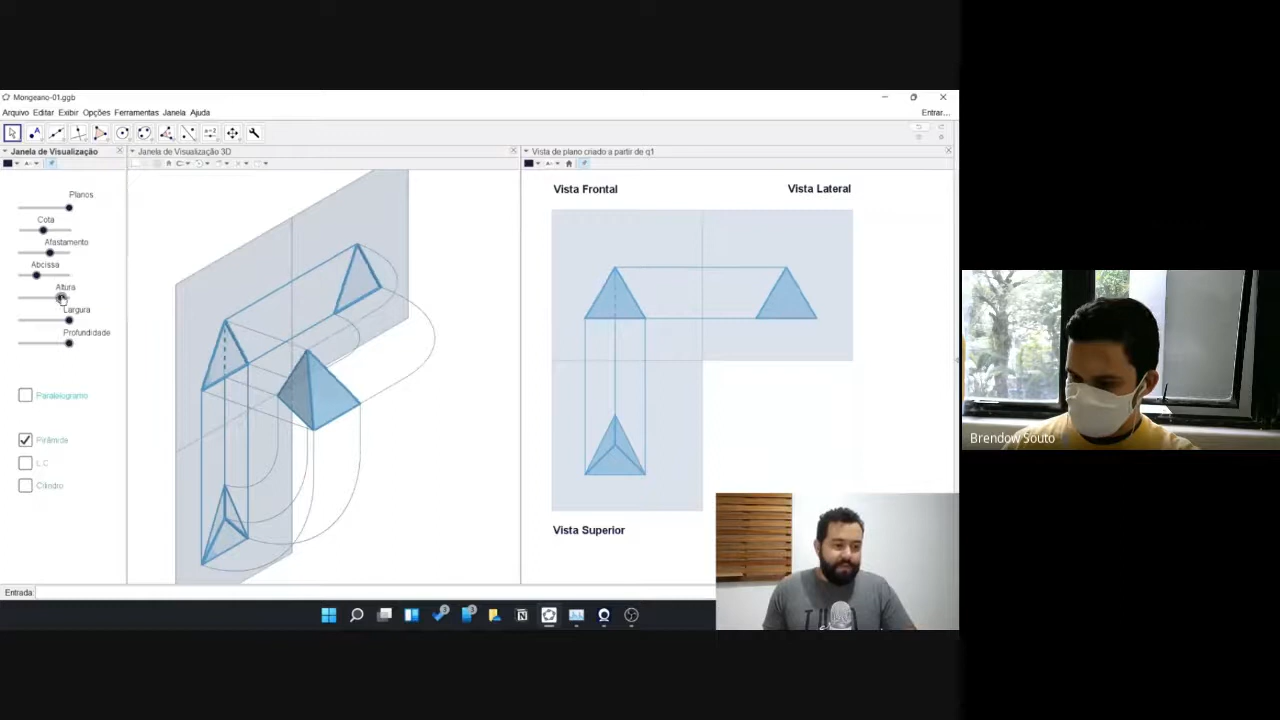 Mongeano-01.ggb
Arquivo Editar Exibir Opções Ferramentas Janela Ajuda
Entrar...
Janela de Visualização
Janela de Visualização 3D
Vista de plano criado a partir de q1
Planos
Cota
Afastamento
Abcissa
Altura
Largura
Profundidade
Paralelogramo
Pirâmide
L.C
Cilindro
Vista Frontal
Vista Lateral
Vista Superior
Entrada:
Brendow Souto